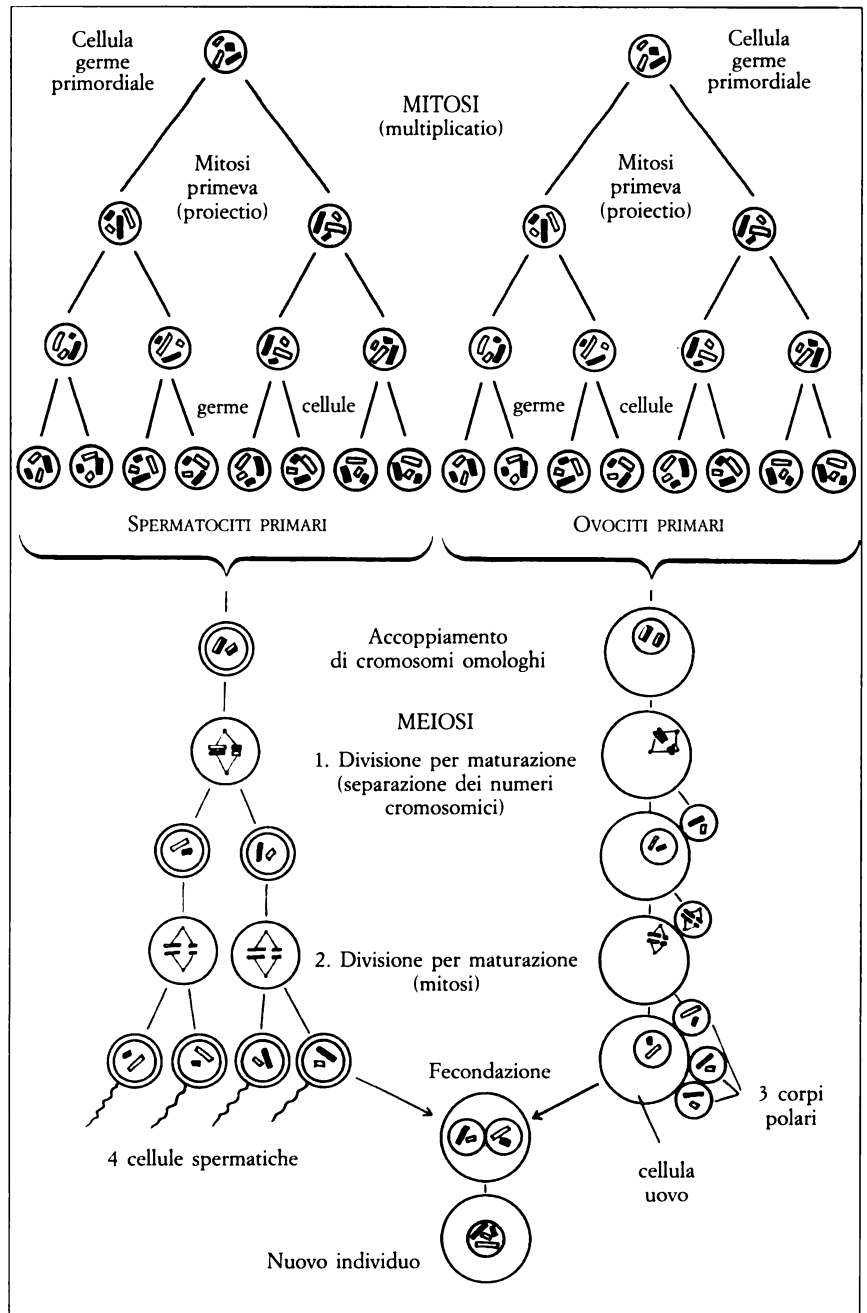 Cellula
germe
primordiale
MITOSI
(multiplicatio)
Cellula
germe
primordiale
Mitosi
primeva
(proiectio)
Mitosi
primeva
(proiectio)
germe cellule
germe cellule
SPERMATOCITI PRIMARI
OVOCITI PRIMARI
Accoppiamento
di cromosomi omologhi
MEIOSI
1. Divisione per maturazione
(separazione dei numeri
cromosomici)
2. Divisione per maturazione
(mitosi)
Fecondazione
3 corpi
polari
4 cellule spermatiche
cellula
uovo
Nuovo individuo